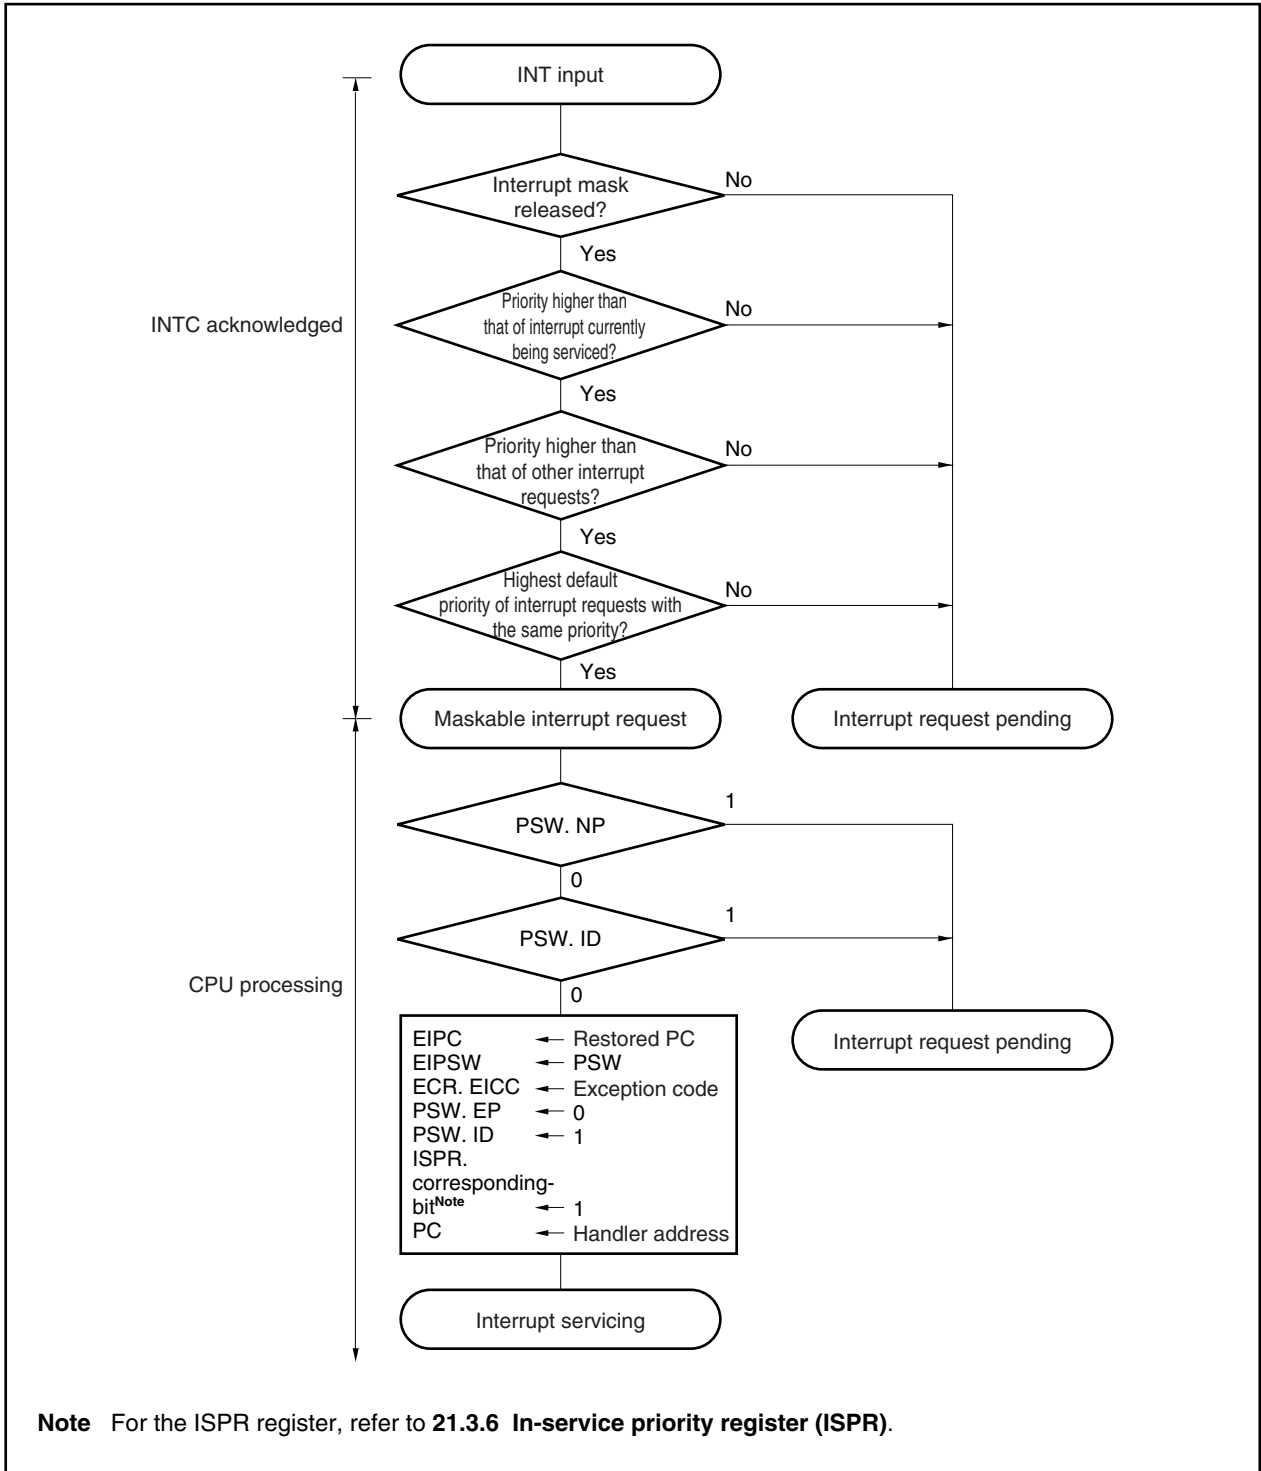 INT input
Interrupt mask
released?
No
Yes
Priority higher than
that of interrupt currently
being serviced?
No
INTC acknowledged
Yes
Priority higher than
that of other interrupt
requests?
No
Yes
Highest default
priority of interrupt requests with
the same priority?
No
Yes
Maskable interrupt request
Interrupt request pending
PSW. NP
1
0
PSW. ID
1
CPU processing
0
Interrupt request pending
EIPC ← Restored PC
EIPSW ← PSW
ECR. EICC ← Exception code
PSW. EP ← 0
PSW. ID ← 1
ISPR.
corresponding-
bitNote ← 1
PC ← Handler address
Interrupt servicing
Note For the ISPR register, refer to 21.3.6 In-service priority register (ISPR).